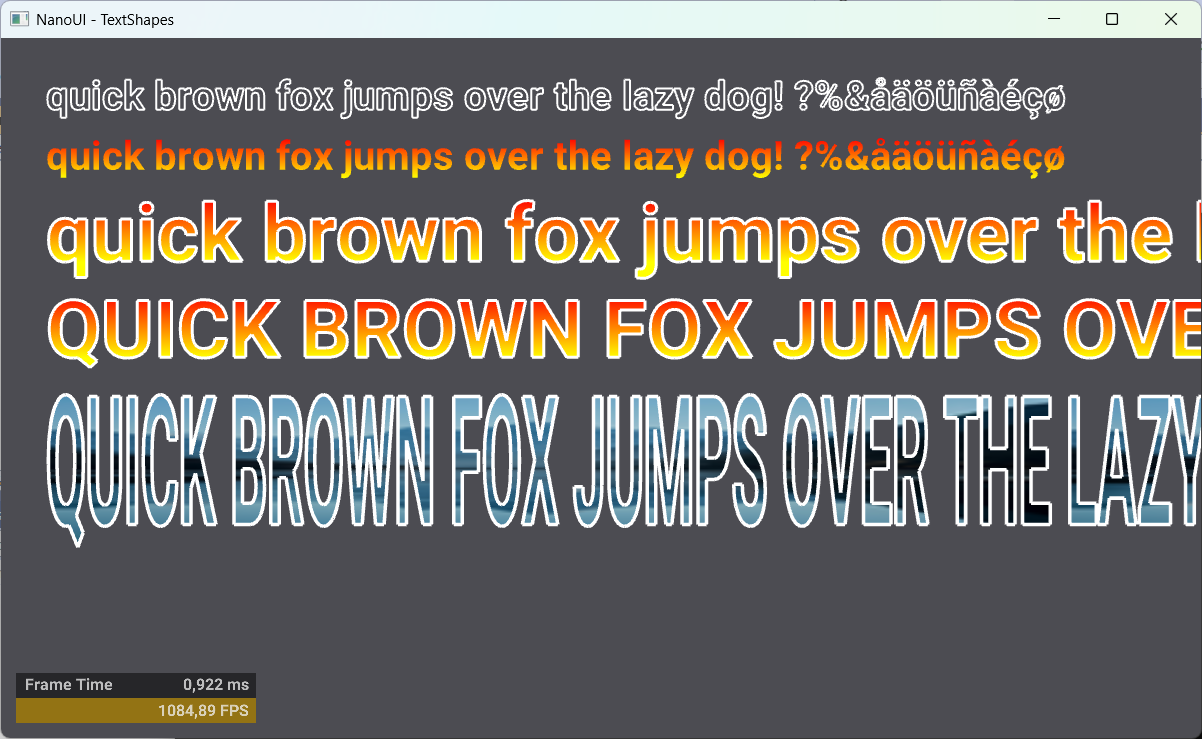 NanoUI - TextShapes
quick brown fox jumps over the lazy dog! ?%&åäöüñàéçø
quick brown fox jumps over the lazy dog! ?%&åäöüñàéçø
quick brown fox jumps over the
QUICK BROWN FOX JUMPS OVE
QUICK BROWN FOX JUMPS OVER THE LAZY
Frame Time 0,922 ms
1084,89 FPS